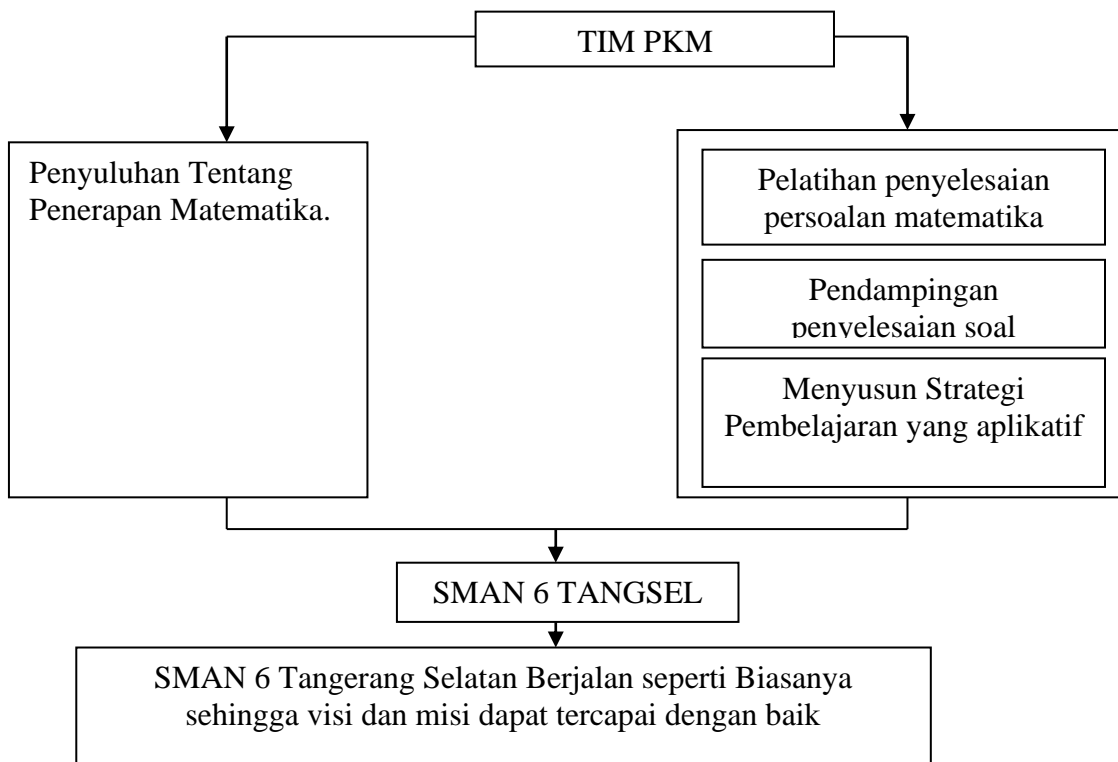 TIM PKM
Penyuluhan Tentang
Penerapan Matematika.
Pelatihan penyelesaian
persoalan matematika
Pendampingan
penyelesaian soal
Menyusun Strategi
Pembelajaran yang aplikatif
SMAN 6 TANGSEL
SMAN 6 Tangerang Selatan Berjalan seperti Biasanya
sehingga visi dan misi dapat tercapai dengan baik